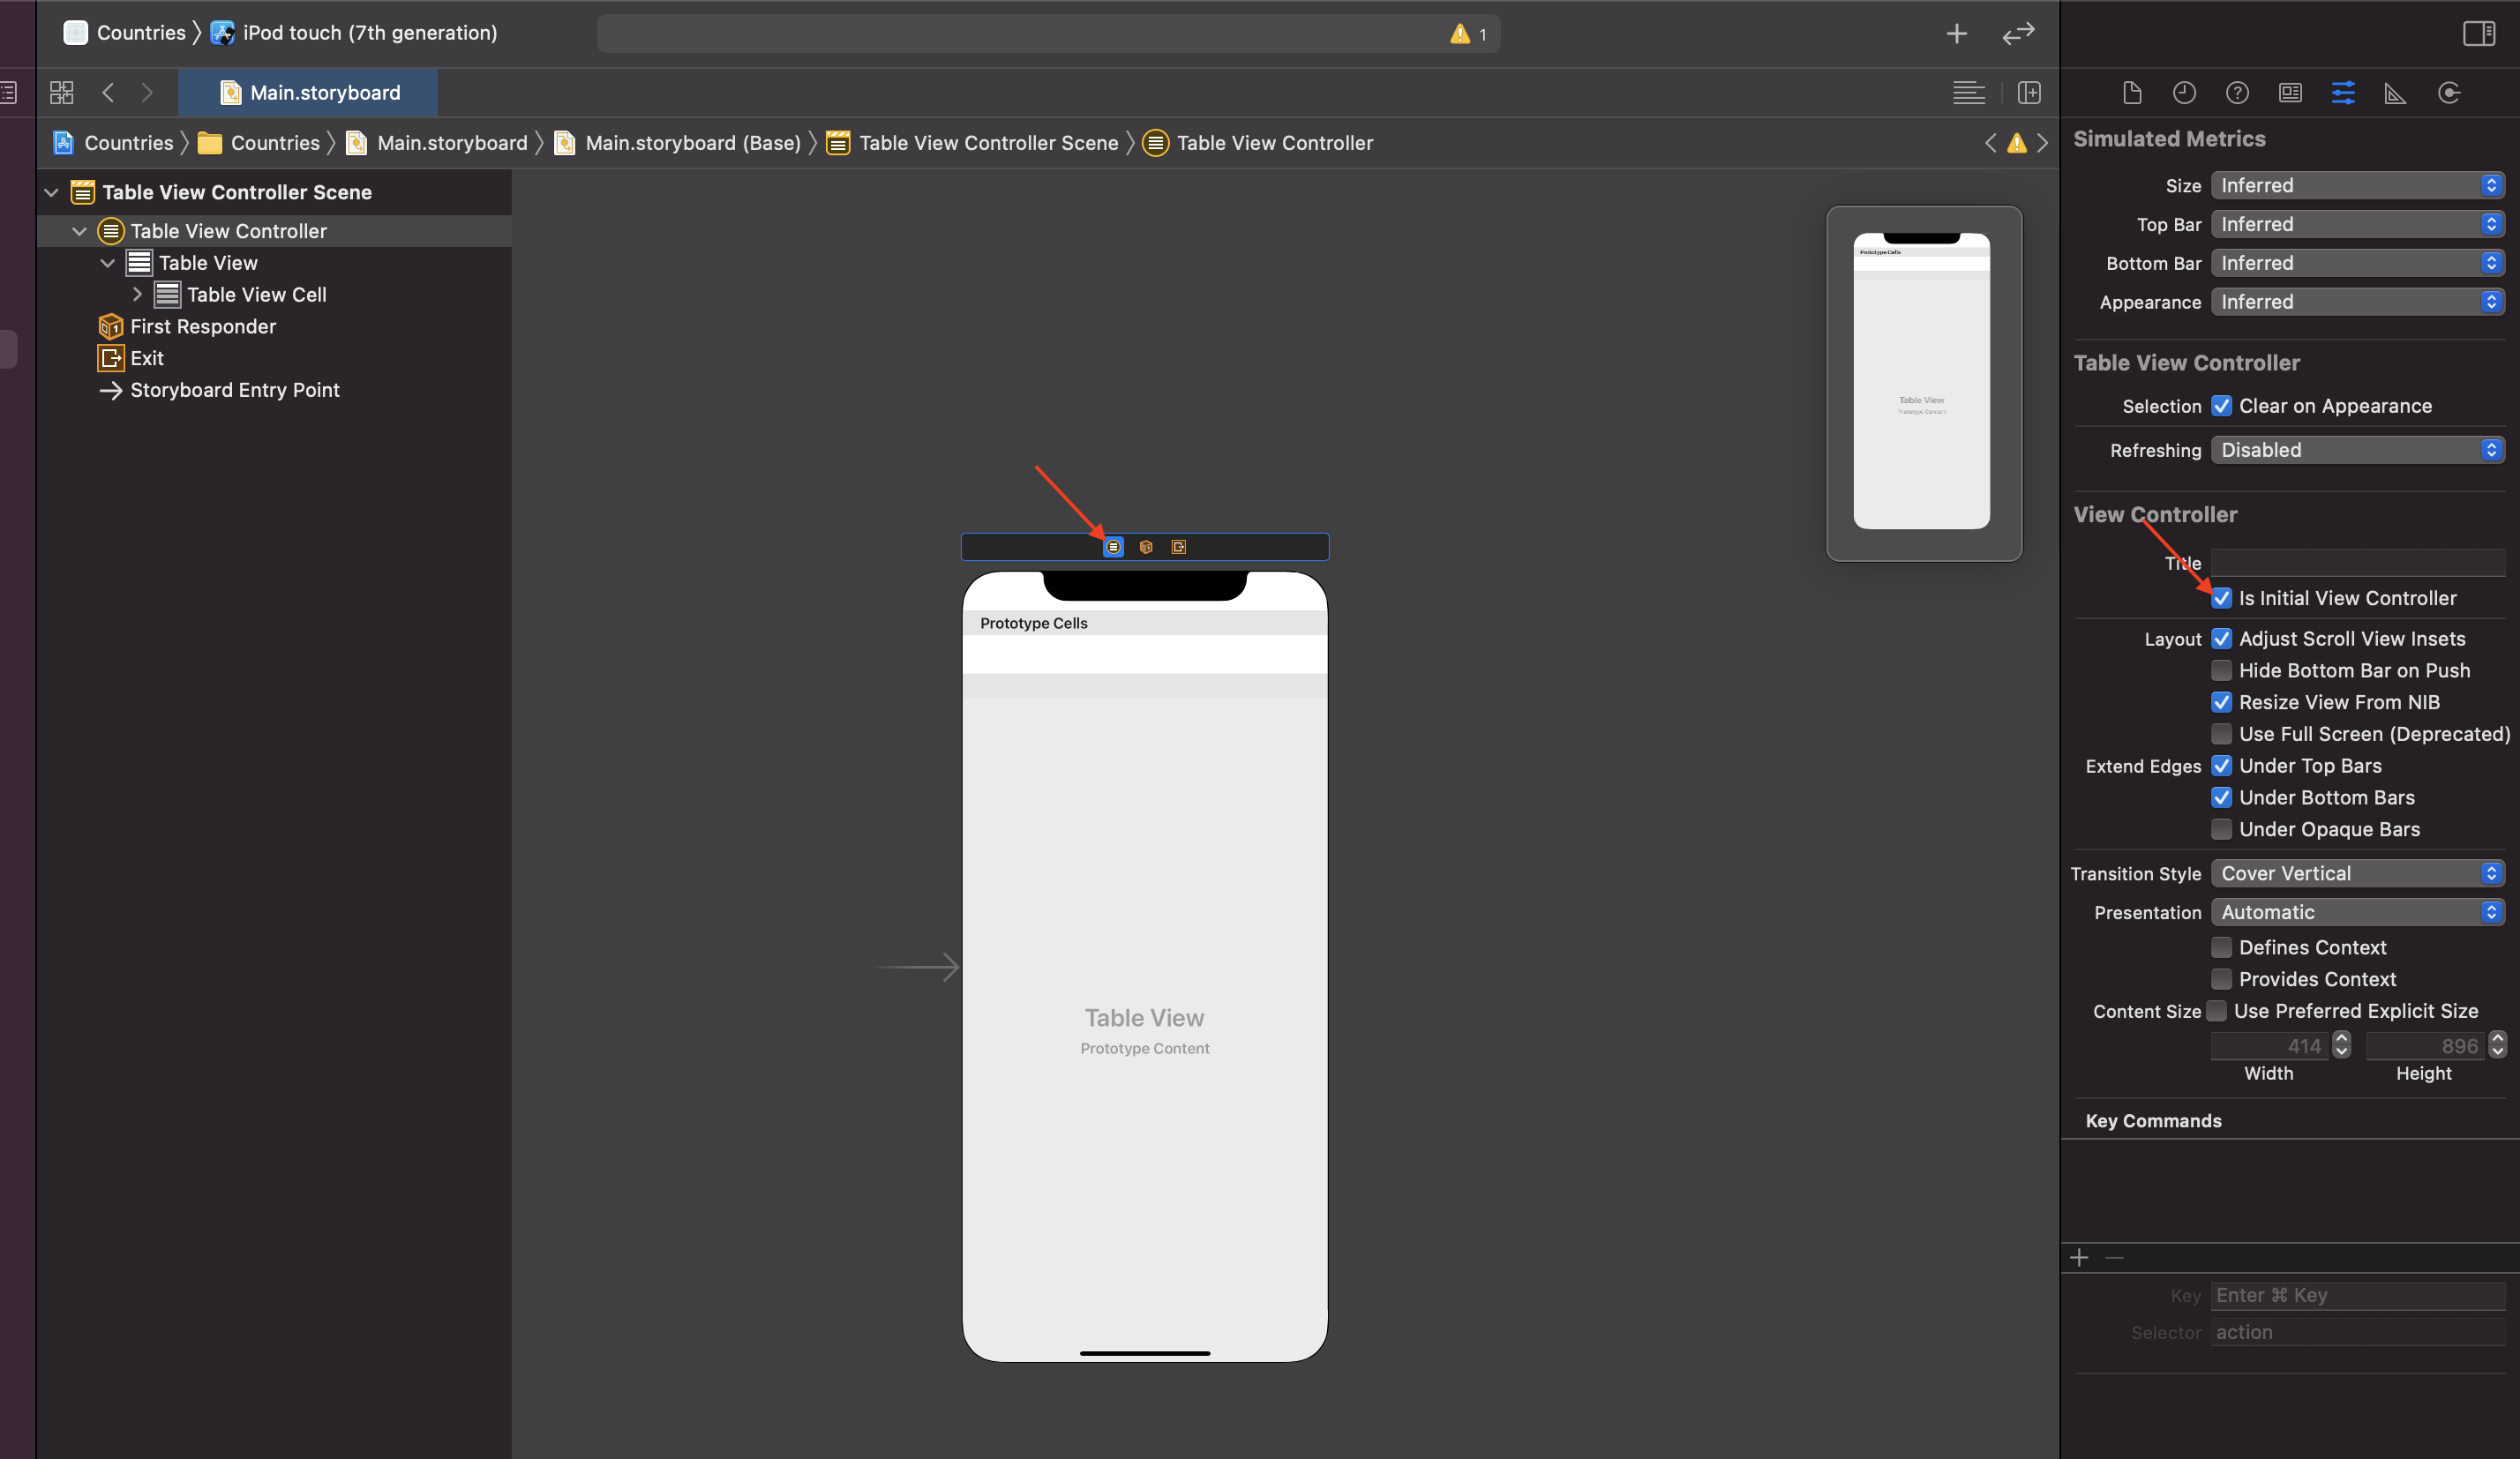 Countries
iPod touch (7th generation)
1
Main.storyboard
Countries
Countries
Main.storyboard
Main.storyboard (Base)
Table View Controller Scene
Table View Controller
Table View Controller Scene
Table View Controller
Table View
Table View Cell
First Responder
Exit
Storyboard Entry Point
Prototype Cells
Table View
Prototype Content
Prototype Cells
Table View
Prototype Content
Simulated Metrics
Size Inferred
Top Bar Inferred
Bottom Bar Inferred
Appearance Inferred
Table View Controller
Selection Clear on Appearance
Refreshing Disabled
View Controller
Title
Is Initial View Controller
Layout Adjust Scroll View Insets
Hide Bottom Bar on Push
Resize View From NIB
Use Full Screen (Deprecated)
Extend Edges Under Top Bars
Under Bottom Bars
Under Opaque Bars
Transition Style Cover Vertical
Presentation Automatic
Defines Context
Provides Context
Content Size Use Preferred Explicit Size
414 896
Width Height
Key Commands
Key Enter ⌘ Key
Selector action